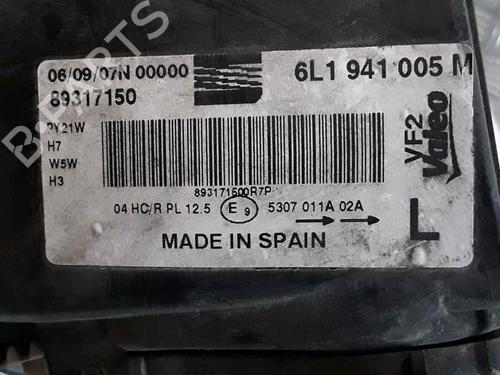 06/09/07N 00000
89317150
6L1 941 005 M
PY21W
H7
W5W
H3
893171500R7P
04 HC/R PL 12.5 E9 5307 011A 02A
MADE IN SPAIN
VF2
Valeo
L
B-PARTS